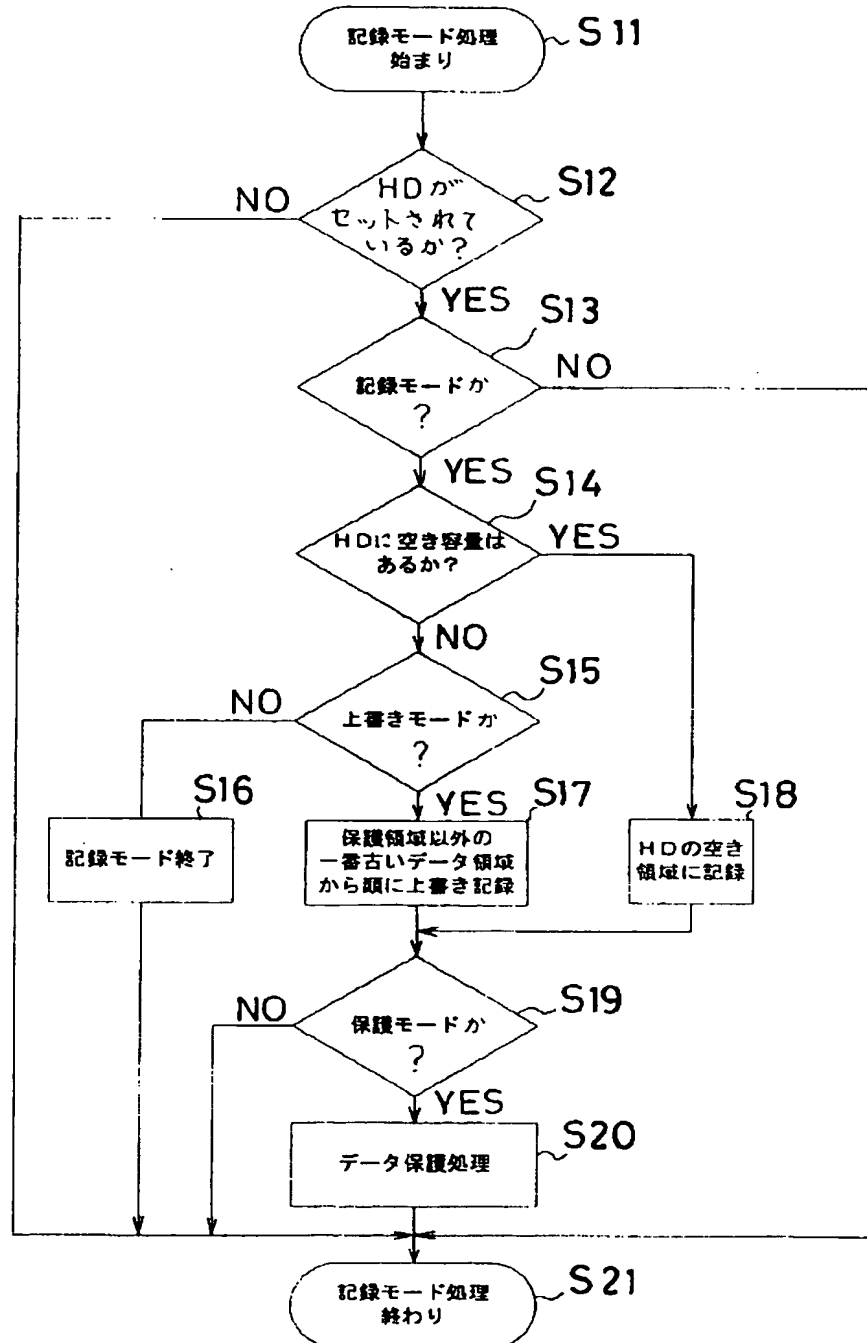 記録モード処理
始まり
S11
HDが
セットされて
いるか?
S12
NO
YES
S13
記録モードか
?
NO
YES
S14
HDに空き容量は
あるか?
YES
NO
S15
上書きモードか
?
NO
YES
S16
記録モード終了
S17
保護領域以外の
一番古いデータ領域
から頭に上書き記録
S18
HDの空き
領域に記録
S19
保護モードか
?
NO
YES
S20
データ保護処理
記録モード処理
終わり
S21